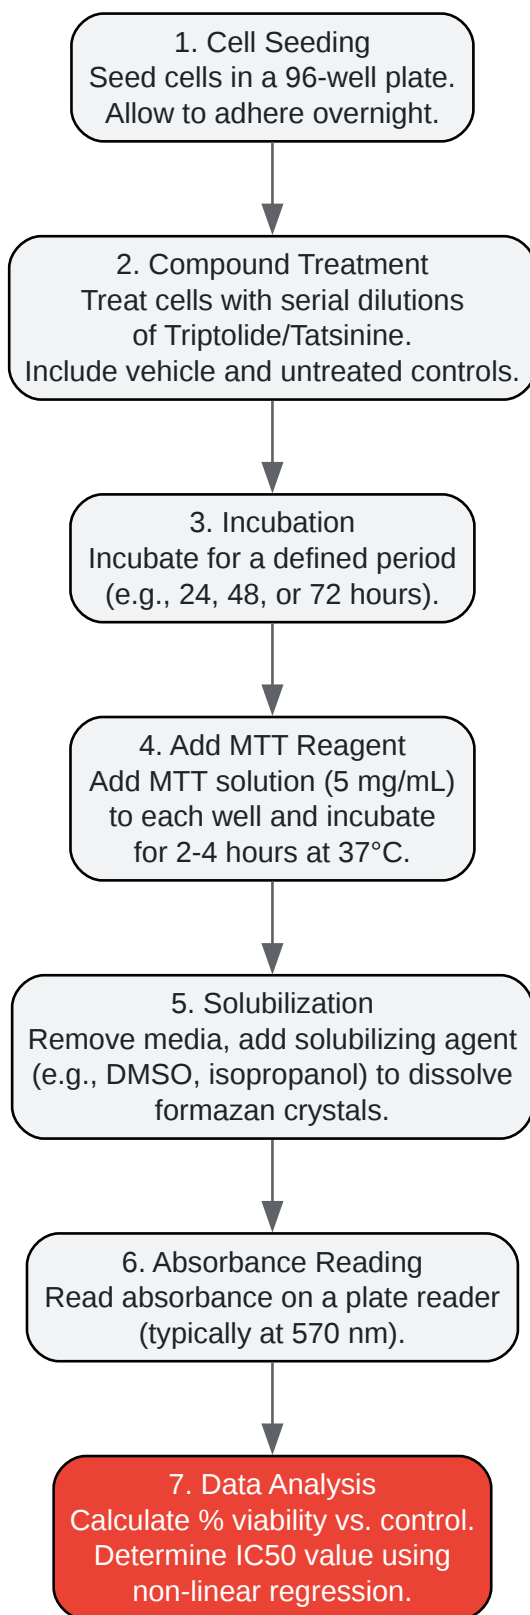 1. Cell Seeding
Seed cells in a 96-well plate.
Allow to adhere overnight.
2. Compound Treatment
Treat cells with serial dilutions
of Triptolide/Tatsinine.
Include vehicle and untreated controls.
3. Incubation
Incubate for a defined period
(e.g., 24, 48, or 72 hours).
4. Add MTT Reagent
Add MTT solution (5 mg/mL)
to each well and incubate
for 2-4 hours at 37°C.
5. Solubilization
Remove media, add solubilizing agent
(e.g., DMSO, isopropanol) to dissolve
formazan crystals.
6. Absorbance Reading
Read absorbance on a plate reader
(typically at 570 nm).
7. Data Analysis
Calculate % viability vs. control.
Determine IC50 value using
non-linear regression.